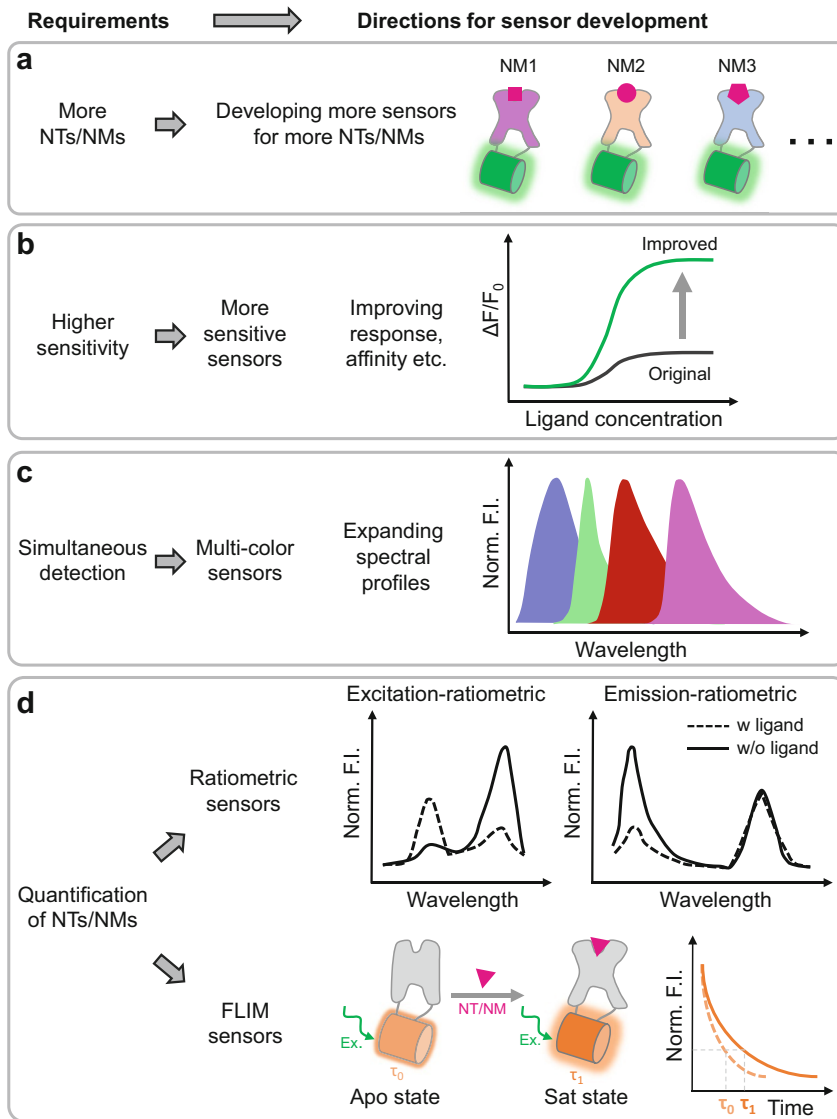 Requirements
Directions for sensor development
a
More
NTs/NMs
Developing more sensors
for more NTs/NMs
NM1
NM2
NM3
b
Higher
sensitivity
More
sensitive
sensors
Improving
response,
affinity etc.
ΔF/F0
Improved
Original
Ligand concentration
c
Simultaneous
detection
Multi-color
sensors
Expanding
spectral
profiles
Norm. F.I.
Wavelength
d
Quantification
of NTs/NMs
Ratiometric
sensors
Excitation-ratiometric
Norm. F.I.
Wavelength
Emission-ratiometric
w ligand
w/o ligand
Norm. F.I.
Wavelength
FLIM
sensors
Ex.
τ0
Apo state
NT/NM
Ex.
τ1
Sat state
Norm. F.I.
τ0
τ1
Time